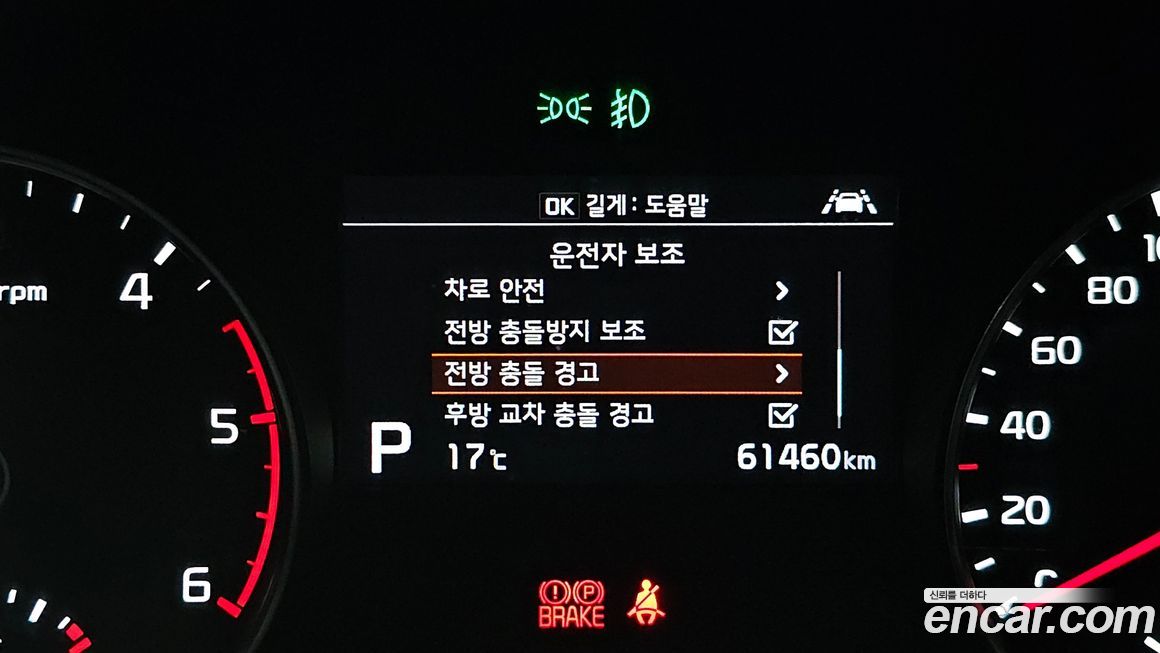 OK 길게 : 도움말
운전자 보조
차로 안전
전방 충돌방지 보조
전방 충돌 경고
후방 교차 충돌 경고
P
17℃
61460km
rpm
4
5
6
80
60
40
20
(!) (P)
BRAKE
신뢰를 더하다
encar.com